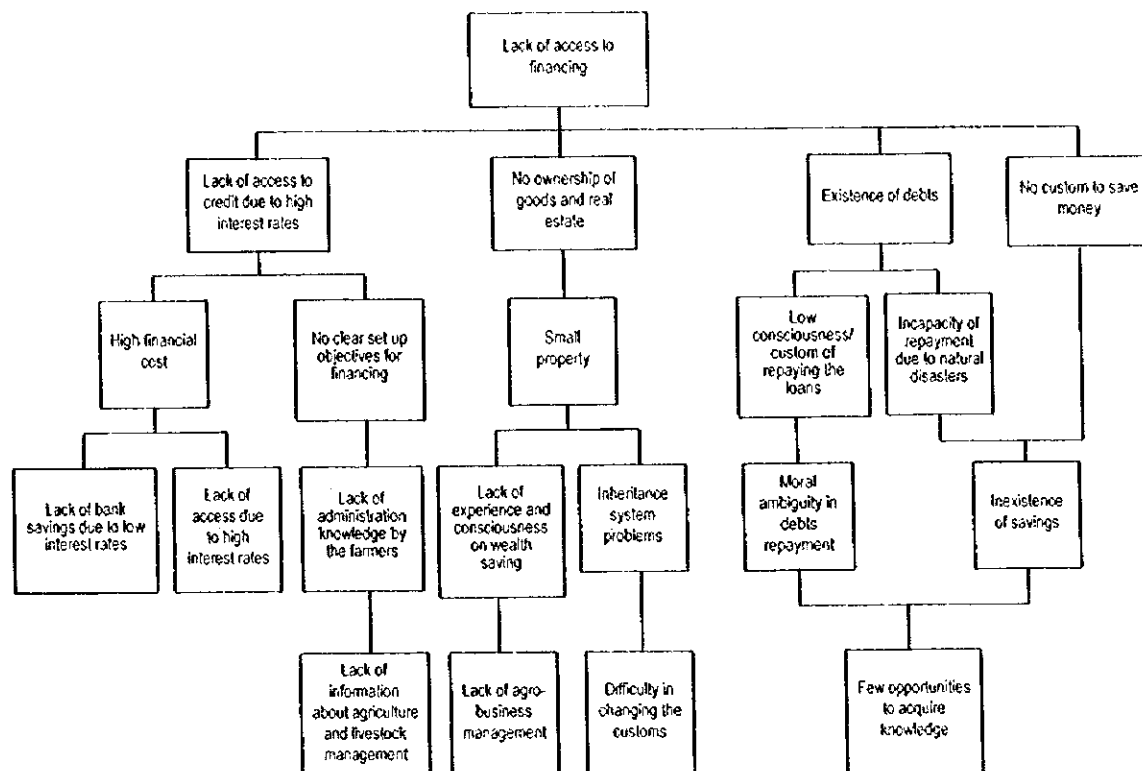 Lack of access to
financing
Lack of access to
credit due to high
interest rates
No ownership of
goods and real
estate
Existence of debts
No custom to save
money
High financial
cost
No clear set up
objectives for
financing
Small
property
Low
consciousness/
custom of
repaying the
loans
Incapacity of
repayment
due to natural
disasters
Lack of bank
savings due to low
interest rates
Lack of
access due
to high
interest rates
Lack of
administration
knowledge by
the farmers
Lack of
experience and
consciousness
on wealth
saving
Inheritance
system
problems
Moral
ambiguity in
debts
repayment
Inexistence
of savings
Lack of
information
about agriculture
and livestock
management
Lack of agro-
business
management
Difficulty in
changing the
customs
Few opportunities
to acquire
knowledge